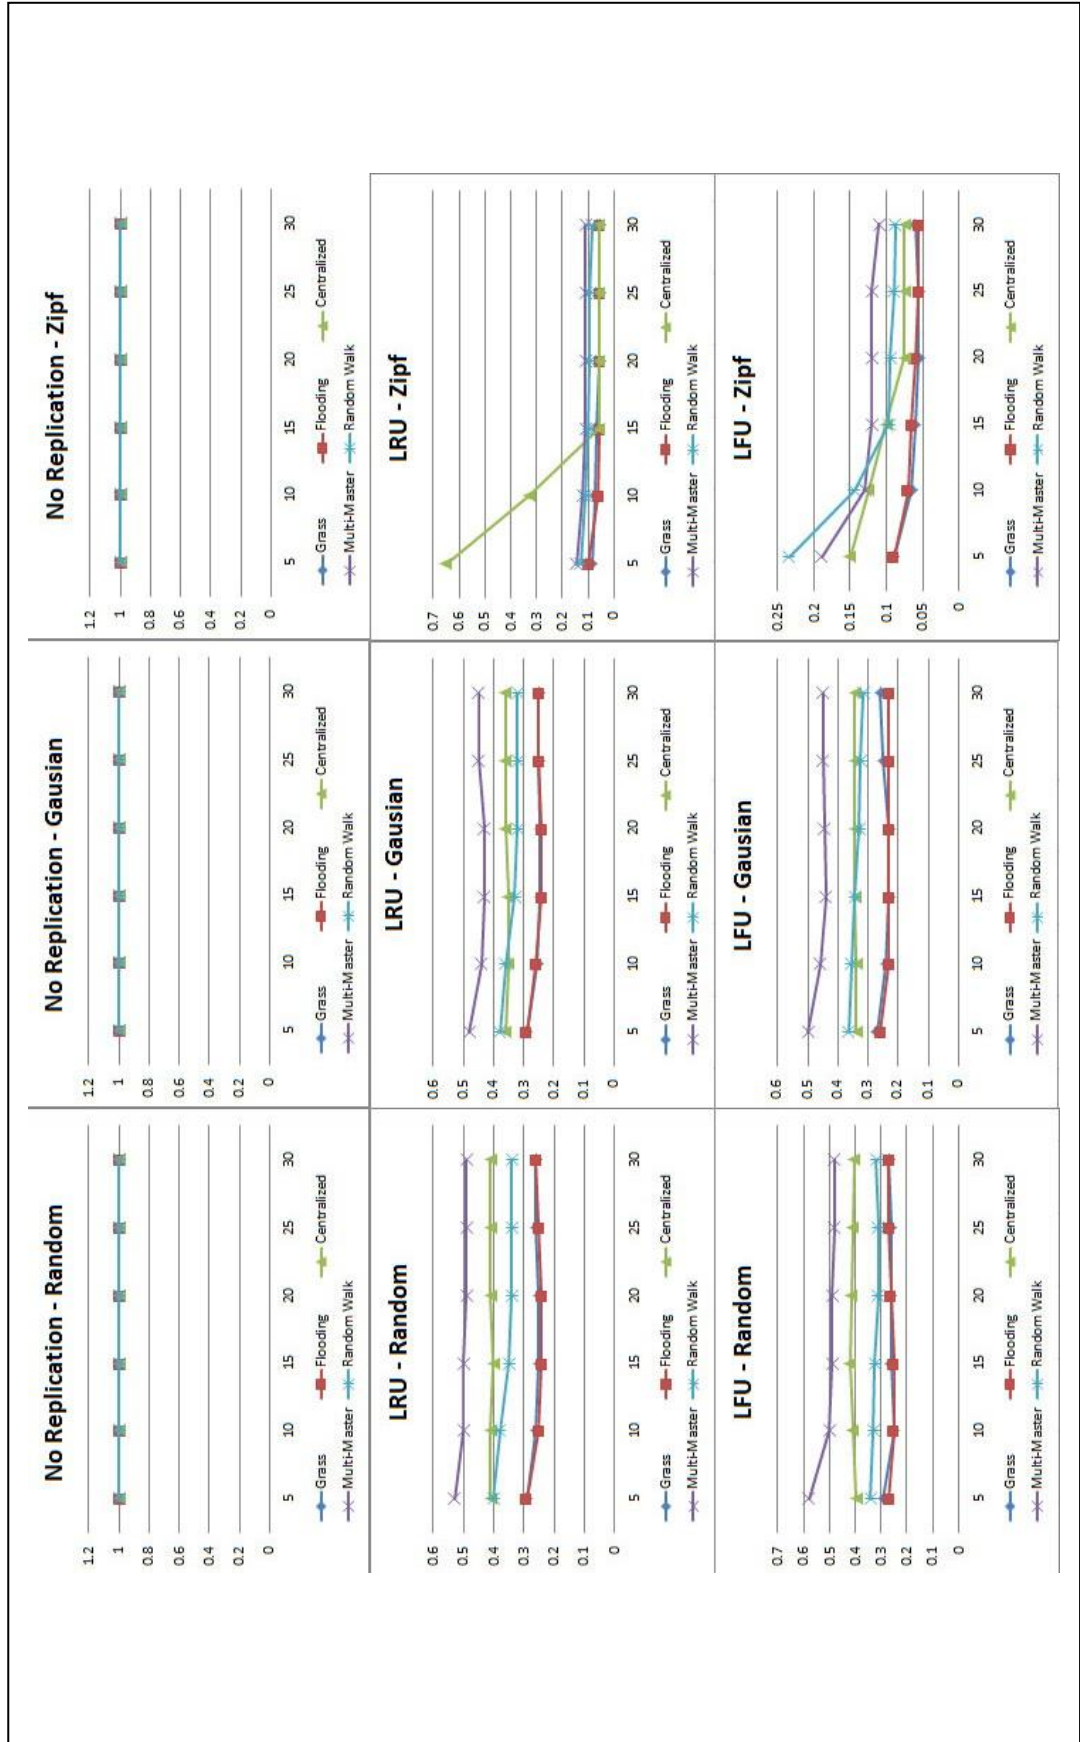 No Replication - Random
1.2
1
0.8
0.6
0.4
0.2
0
5 10 15 20 25 30
Grass Flooding Centralized
Multi-Master Random Walk
No Replication - Gausian
1.2
1
0.8
0.6
0.4
0.2
0
5 10 15 20 25 30
Grass Flooding Centralized
Multi-Master Random Walk
No Replication - Zipf
1.2
1
0.8
0.6
0.4
0.2
0
5 10 15 20 25 30
Grass Flooding Centralized
Multi-Master Random Walk
LRU - Random
0.6
0.5
0.4
0.3
0.2
0.1
0
5 10 15 20 25 30
Grass Flooding Centralized
Multi-Master Random Walk
LRU - Gausian
0.6
0.5
0.4
0.3
0.2
0.1
0
5 10 15 20 25 30
Grass Flooding Centralized
Multi-Master Random Walk
LRU - Zipf
0.7
0.6
0.5
0.4
0.3
0.2
0.1
0
5 10 15 20 25 30
Grass Flooding Centralized
Multi-Master Random Walk
LFU - Random
0.7
0.6
0.5
0.4
0.3
0.2
0.1
0
5 10 15 20 25 30
Grass Flooding Centralized
Multi-Master Random Walk
LFU - Gausian
0.6
0.5
0.4
0.3
0.2
0.1
0
5 10 15 20 25 30
Grass Flooding Centralized
Multi-Master Random Walk
LFU - Zipf
0.25
0.2
0.15
0.1
0.05
0
5 10 15 20 25 30
Grass Flooding Centralized
Multi-Master Random Walk